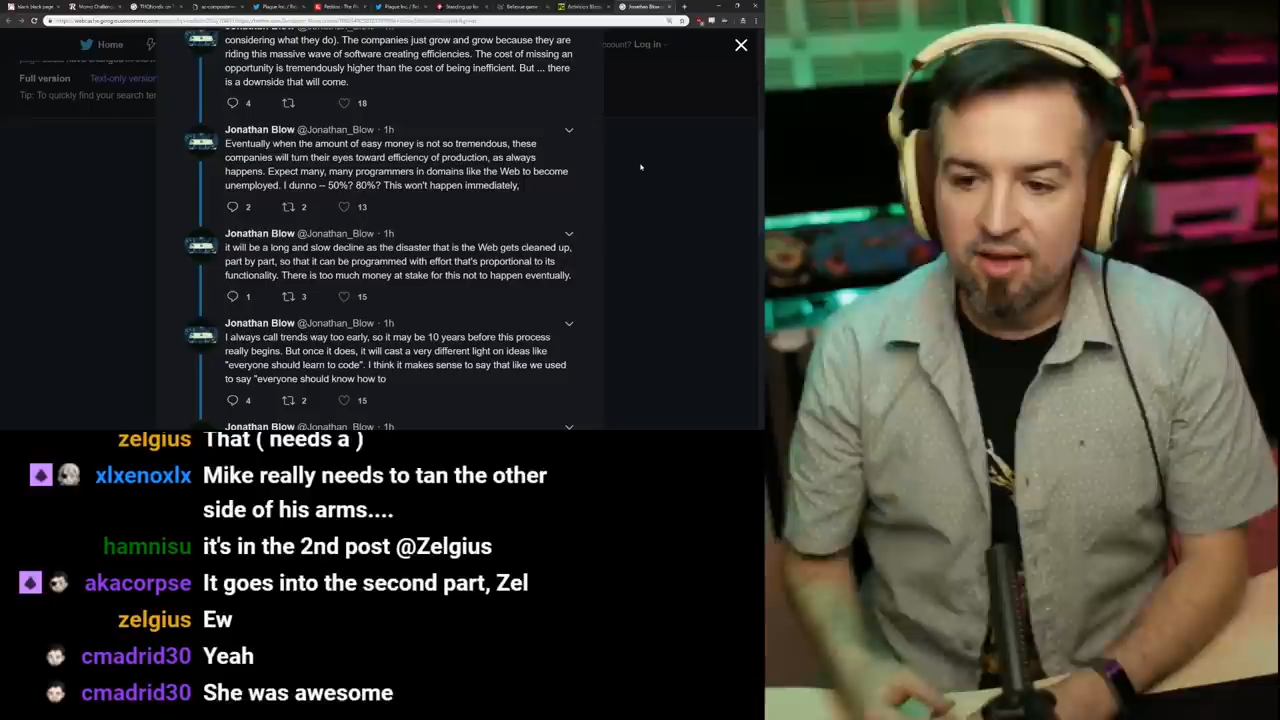 Home
Log in
Full version
Text-only version
Tip: To quickly find your search ter
considering what they do). The companies just grow and grow because they are
riding this massive wave of software creating efficiencies. The cost of missing an
opportunity is tremendously higher than the cost of being inefficient. But ... there
is a downside that will come.
4 18
Jonathan Blow @Jonathan_Blow · 1h
Eventually when the amount of easy money is not so tremendous, these
companies will turn their eyes toward efficiency of production, as always
happens. Expect many, many programmers in domains like the Web to become
unemployed. I dunno -- 50%? 80%? This won't happen immediately,
2 2 13
Jonathan Blow @Jonathan_Blow · 1h
it will be a long and slow decline as the disaster that is the Web gets cleaned up,
part by part, so that it can be programmed with effort that's proportional to its
functionality. There is too much money at stake for this not to happen eventually.
1 3 15
Jonathan Blow @Jonathan_Blow · 1h
I always call trends way too early, so it may be 10 years before this process
really begins. But once it does, it will cast a very different light on ideas like
"everyone should learn to code". I think it makes sense to say that like we used
to say "everyone should know how to
4 2 15
Jonathan Blow @Jonathan_Blow · 1h
zelgius That ( needs a )
xlxenoxlx Mike really needs to tan the other
side of his arms....
hamnisu it's in the 2nd post @Zelgius
akacorpse It goes into the second part, Zel
zelgius Ew
cmadrid30 Yeah
cmadrid30 She was awesome